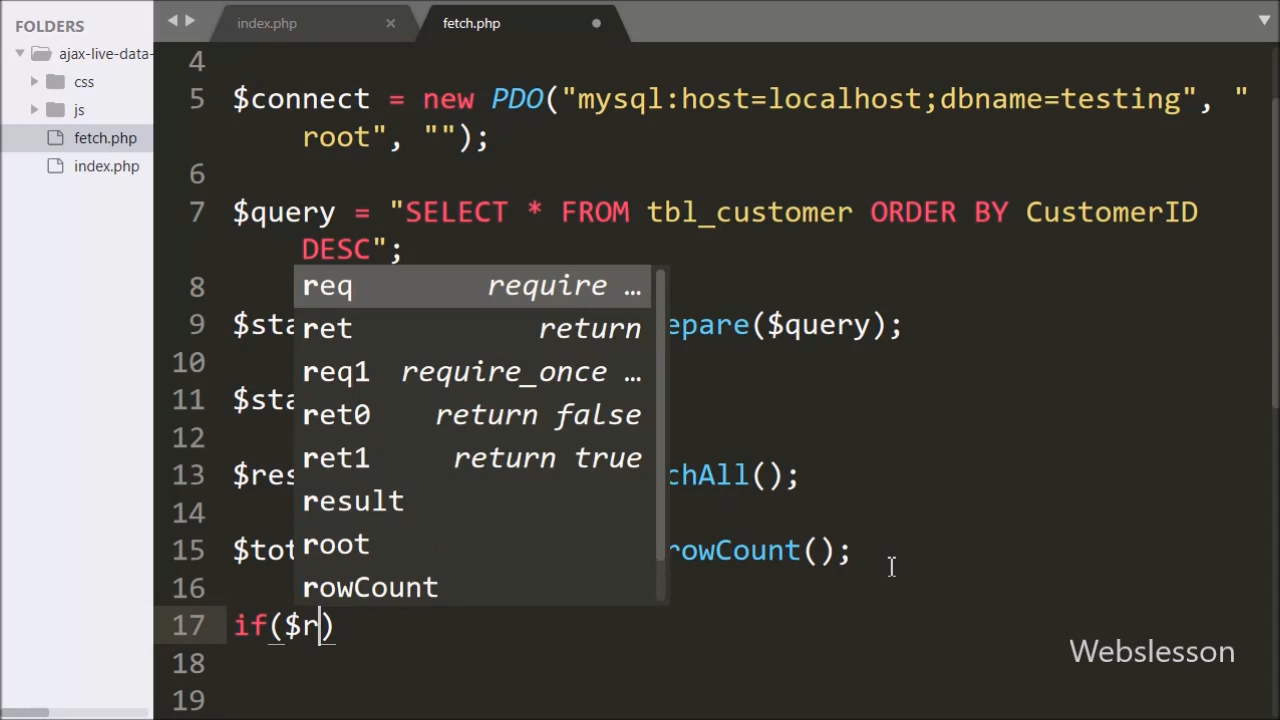 FOLDERS
ajax-live-data-
css
js
fetch.php
index.php
index.php ×
fetch.php
4
5 $connect = new PDO("mysql:host=localhost;dbname=testing", "
root", "");
6
7 $query = "SELECT * FROM tbl_customer ORDER BY CustomerID
DESC";
8
9 $sta epare($query);
10
11 $sta
12
13 $res chAll();
14
15 $tot rowCount();
16
17 if($r)
18
19
req require …
ret return
req1 require_once …
ret0 return false
ret1 return true
result
root
rowCount
Webslesson